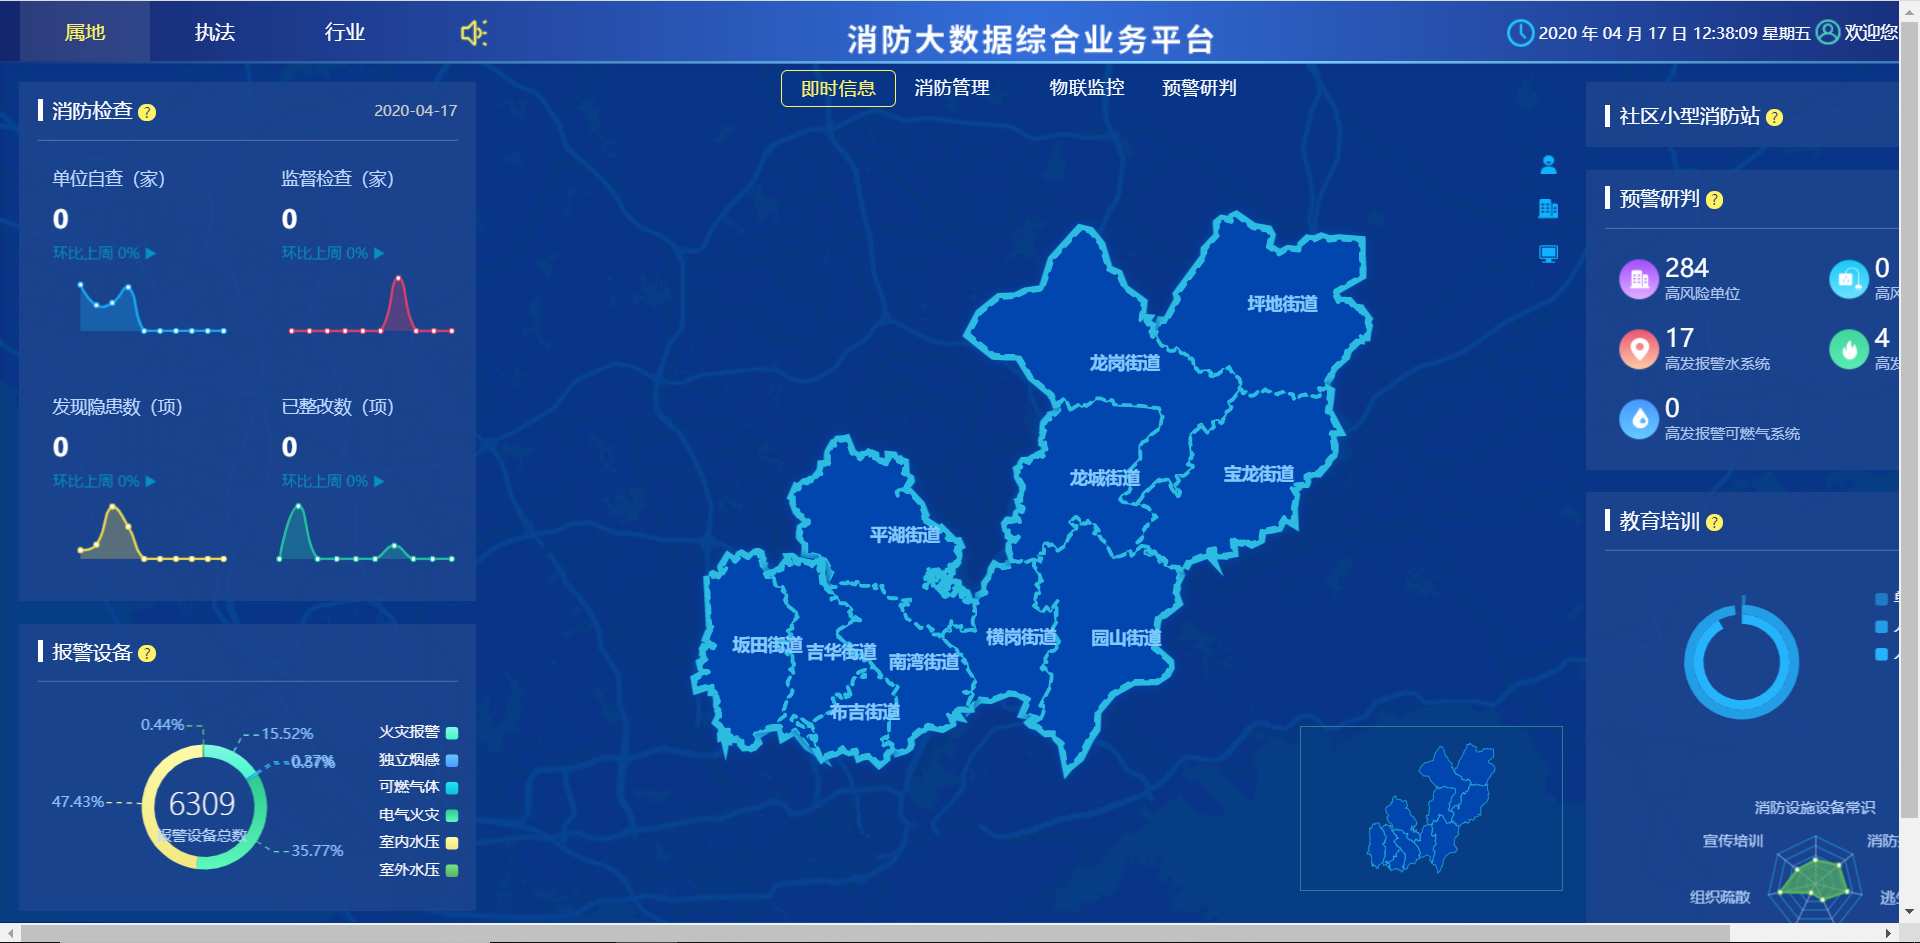 属地 执法 行业
消防大数据综合业务平台
2020 年 04 月 17 日 12:38:09 星期五 欢迎您
即时信息 消防管理 物联监控 预警研判
消防检查 ?
2020-04-17
单位自查（家）
0
环比上周 0% ▶
监督检查（家）
0
环比上周 0% ▶
发现隐患数（项）
0
环比上周 0% ▶
已整改数（项）
0
环比上周 0% ▶
报警设备 ?
0.44%
15.52%
47.43%
35.77%
6309
报警设备总数
火灾报警
独立烟感
可燃气体
电气火灾
室内水压
室外水压
坪地街道
龙岗街道
龙城街道
宝龙街道
平湖街道
坂田街道
吉华街道
南湾街道
横岗街道
园山街道
布吉街道
社区小型消防站 ?
预警研判 ?
284
高风险单位
0
高风
17
高发报警水系统
4
高发
0
高发报警可燃气系统
教育培训 ?
消防设施设备常识
宣传培训
消防
组织疏散
逃